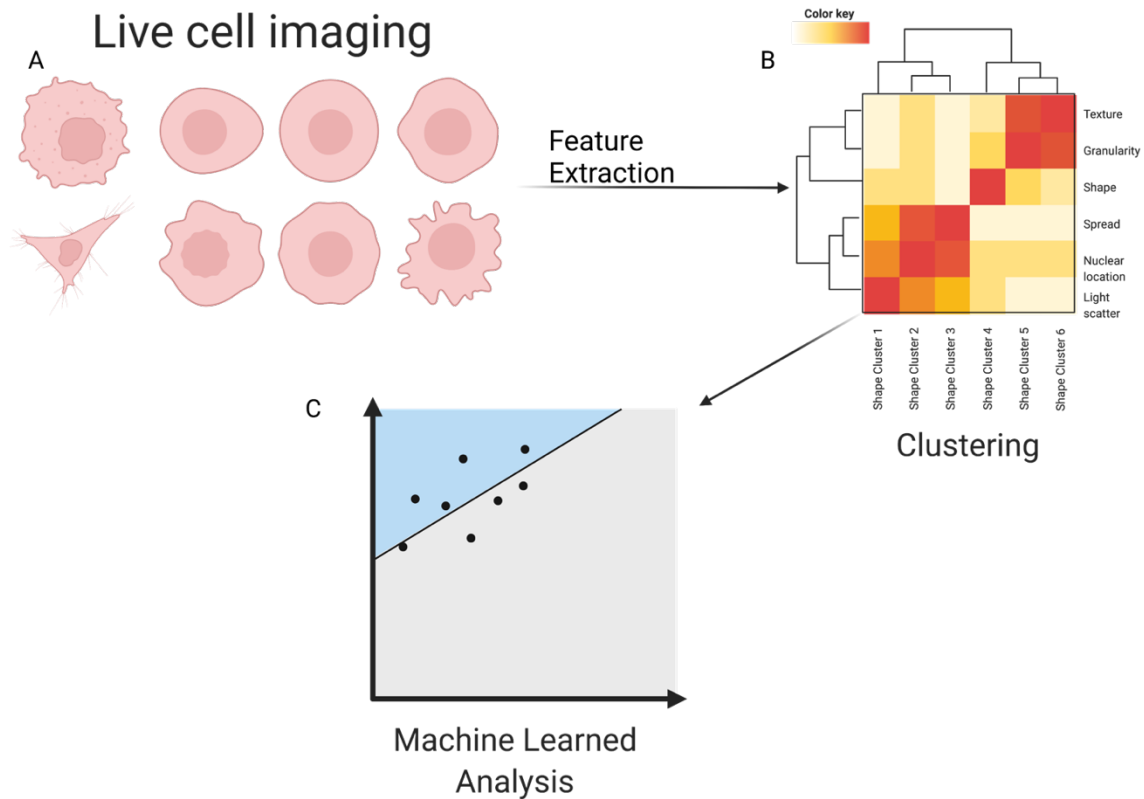 Live cell imaging
A
Feature
Extraction
Color key
B
Texture
Granularity
Shape
Spread
Nuclear
location
Light
scatter
Shape Cluster 1
Shape Cluster 2
Shape Cluster 3
Shape Cluster 4
Shape Cluster 5
Shape Cluster 6
Clustering
C
Machine Learned
Analysis